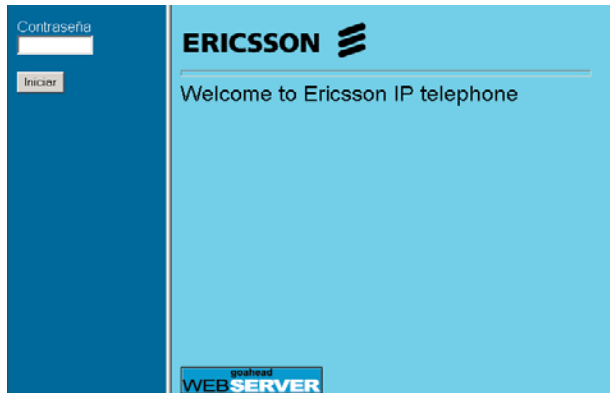 Contraseña
Iniciar
ERICSSON
Welcome to Ericsson IP telephone
goahead
WEBSERVER